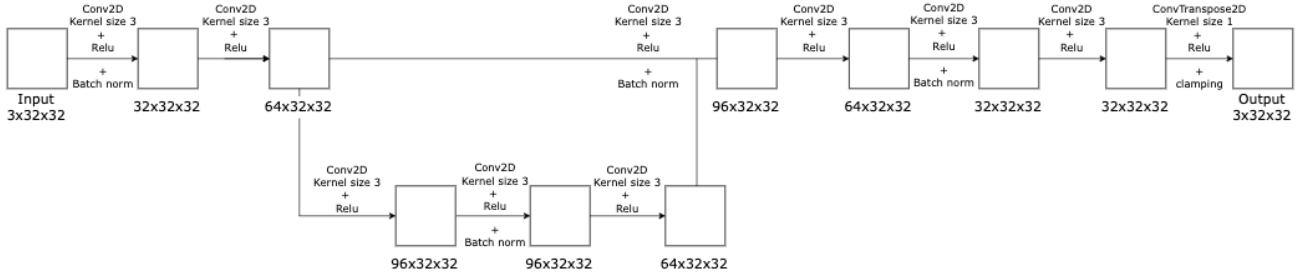 Conv2D
Kernel size 3
+
Relu
+
Batch norm
Conv2D
Kernel size 3
+
Relu
Conv2D
Kernel size 3
+
Relu
+
Batch norm
Conv2D
Kernel size 3
+
Relu
Conv2D
Kernel size 3
+
Relu
+
Batch norm
Conv2D
Kernel size 3
+
Relu
ConvTranspose2D
Kernel size 1
+
Relu
+
clamping
Input
3x32x32
32x32x32
64x32x32
96x32x32
64x32x32
32x32x32
32x32x32
Output
3x32x32
Conv2D
Kernel size 3
+
Relu
Conv2D
Kernel size 3
+
Relu
+
Batch norm
Conv2D
Kernel size 3
+
Relu
96x32x32
96x32x32
64x32x32